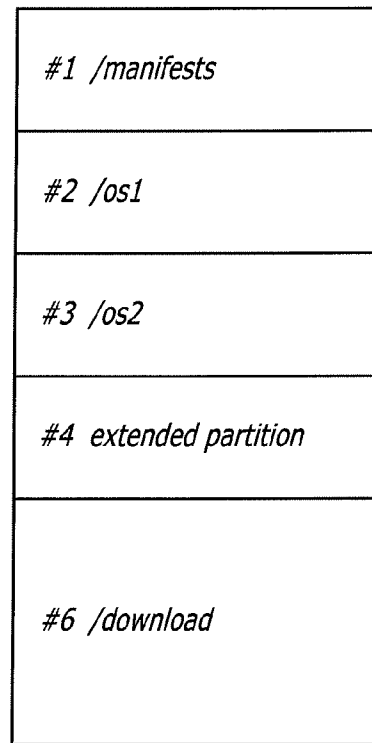 #1 /manifests
#2 /os1
#3 /os2
#4 extended partition
#6 /download